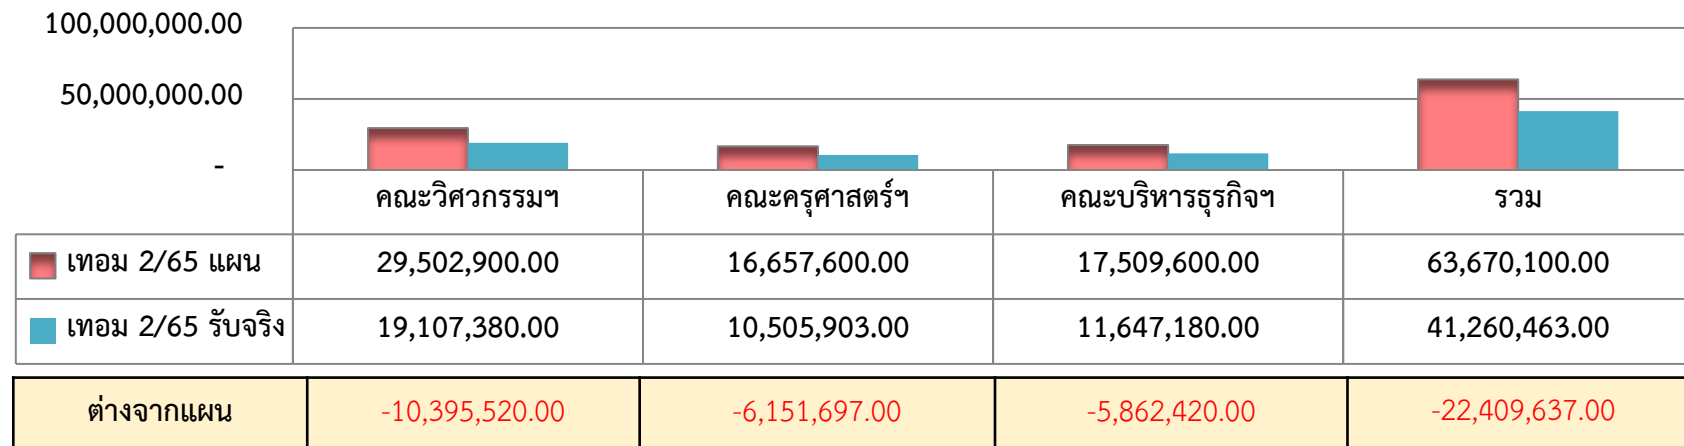 100,000,000.00
50,000,000.00
-
คณะวิศวกรรมฯ คณะครุศาสตร์ฯ คณะบริหารธุรกิจฯ รวม
เทอม 2/65 แผน 29,502,900.00 16,657,600.00 17,509,600.00 63,670,100.00
เทอม 2/65 รับจริง 19,107,380.00 10,505,903.00 11,647,180.00 41,260,463.00
ต่างจากแผน -10,395,520.00 -6,151,697.00 -5,862,420.00 -22,409,637.00